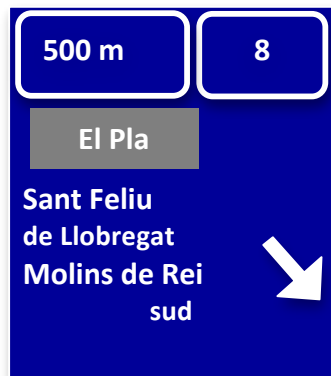 500 m 8
El Pla
Sant Feliu
de Llobregat
Molins de Rei
sud